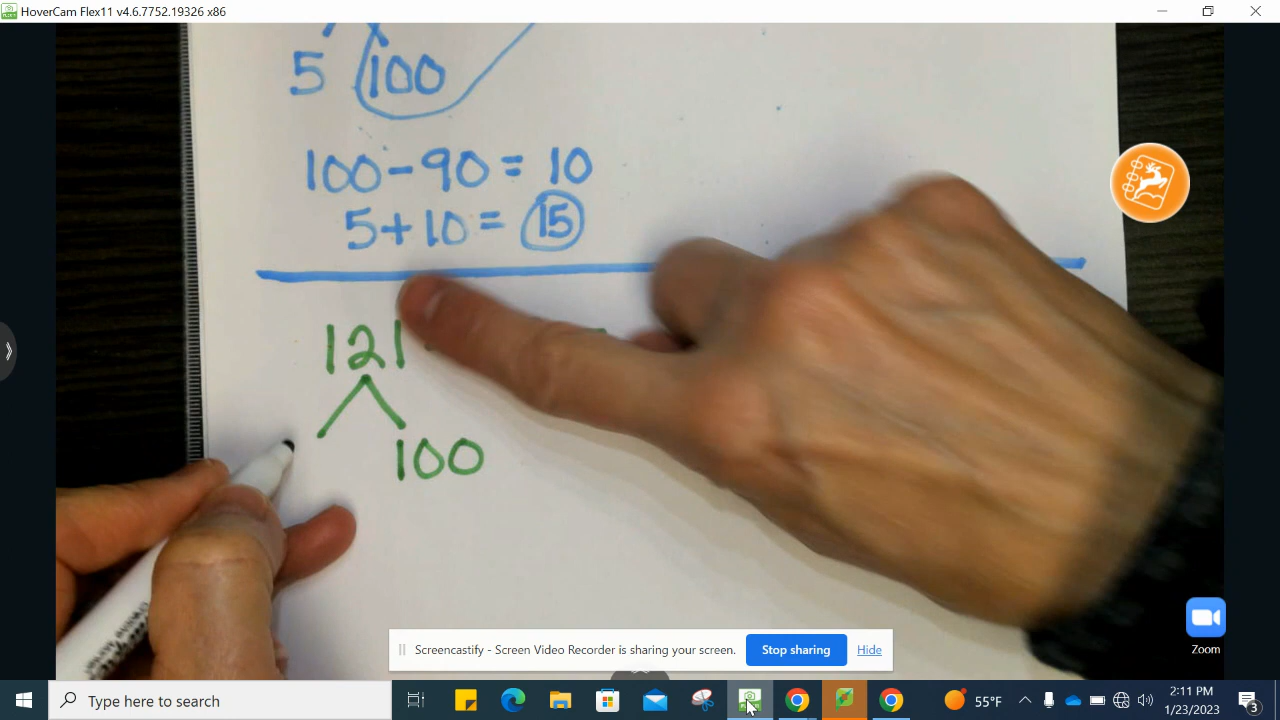 HoverCam Flex11 v4.6.7752.19326 x86
5 100
100-90=10
5+10=15
121
100
Screencastify - Screen Video Recorder is sharing your screen. Stop sharing Hide
Zoom
Type here to search
55°F
2:11 PM
1/23/2023
3